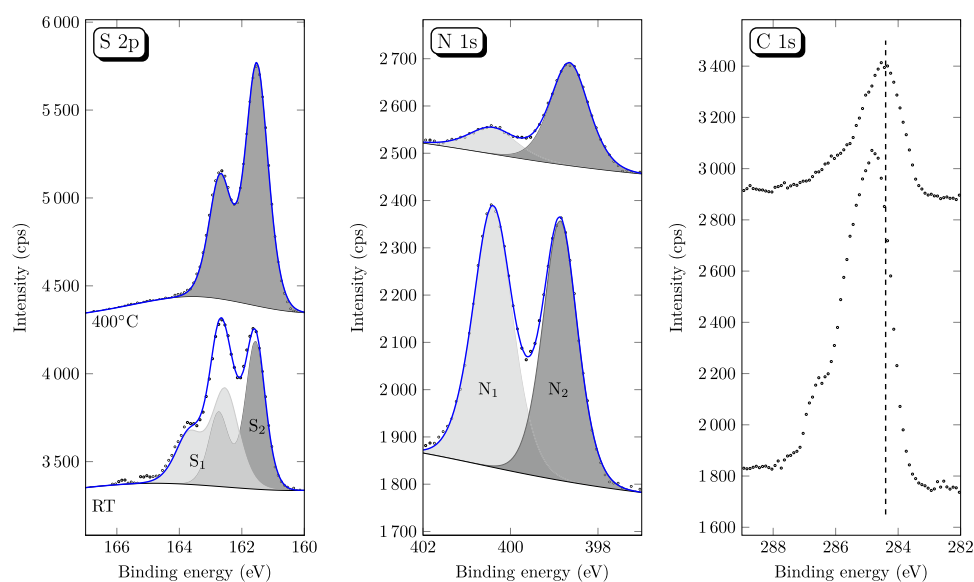 S 2p
6 000
5 500
5 000
4 500
4 000
3 500
Intensity (cps)
400°C
S₁
S₂
RT
166
164
162
160
Binding energy (eV)
N 1s
2 700
2 600
2 500
2 400
2 300
2 200
2 100
2 000
1 900
1 800
1 700
Intensity (cps)
N₁
N₂
402
400
398
Binding energy (eV)
C 1s
3 400
3 200
3 000
2 800
2 600
2 400
2 200
2 000
1 800
1 600
Intensity (cps)
288
286
284
282
Binding energy (eV)